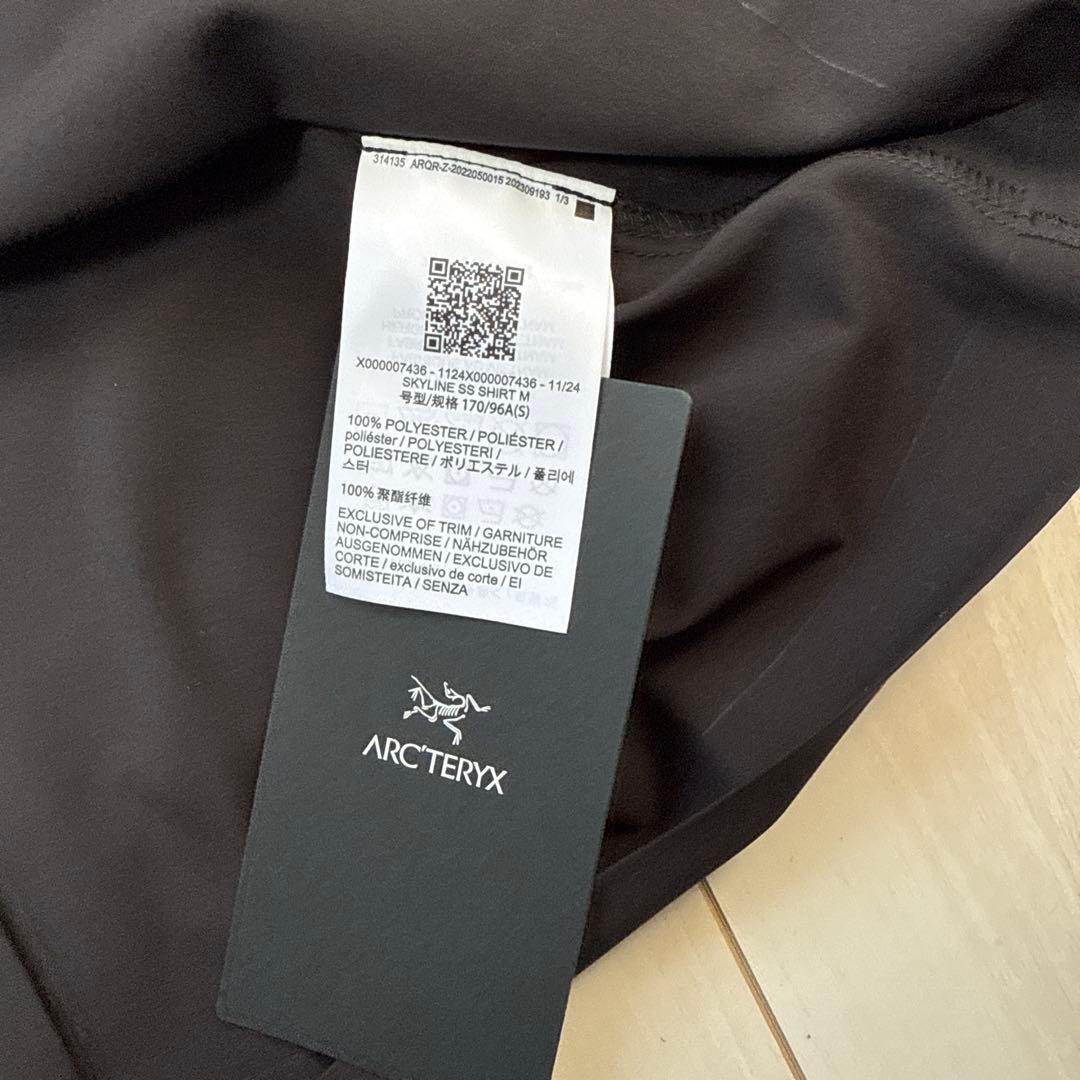 314135 ARQR-Z-2022050015 202309193 1/3
X000007436 - 1124X000007436 - 11/24
SKYLINE SS SHIRT M
号型/规格 170/96A(S)
100% POLYESTER / POLIÉSTER /
poliéster / POLYESTERI /
POLIESTERE / ポリエステル / 폴리에
스터
100% 聚酯纤维
EXCLUSIVE OF TRIM / GARNITURE
NON-COMPRISE / NÄHZUBEHÖR
AUSGENOMMEN / EXCLUSIVO DE
CORTE / exclusivo de corte / EI
SOMISTEITA / SENZA
ARC'TERYX